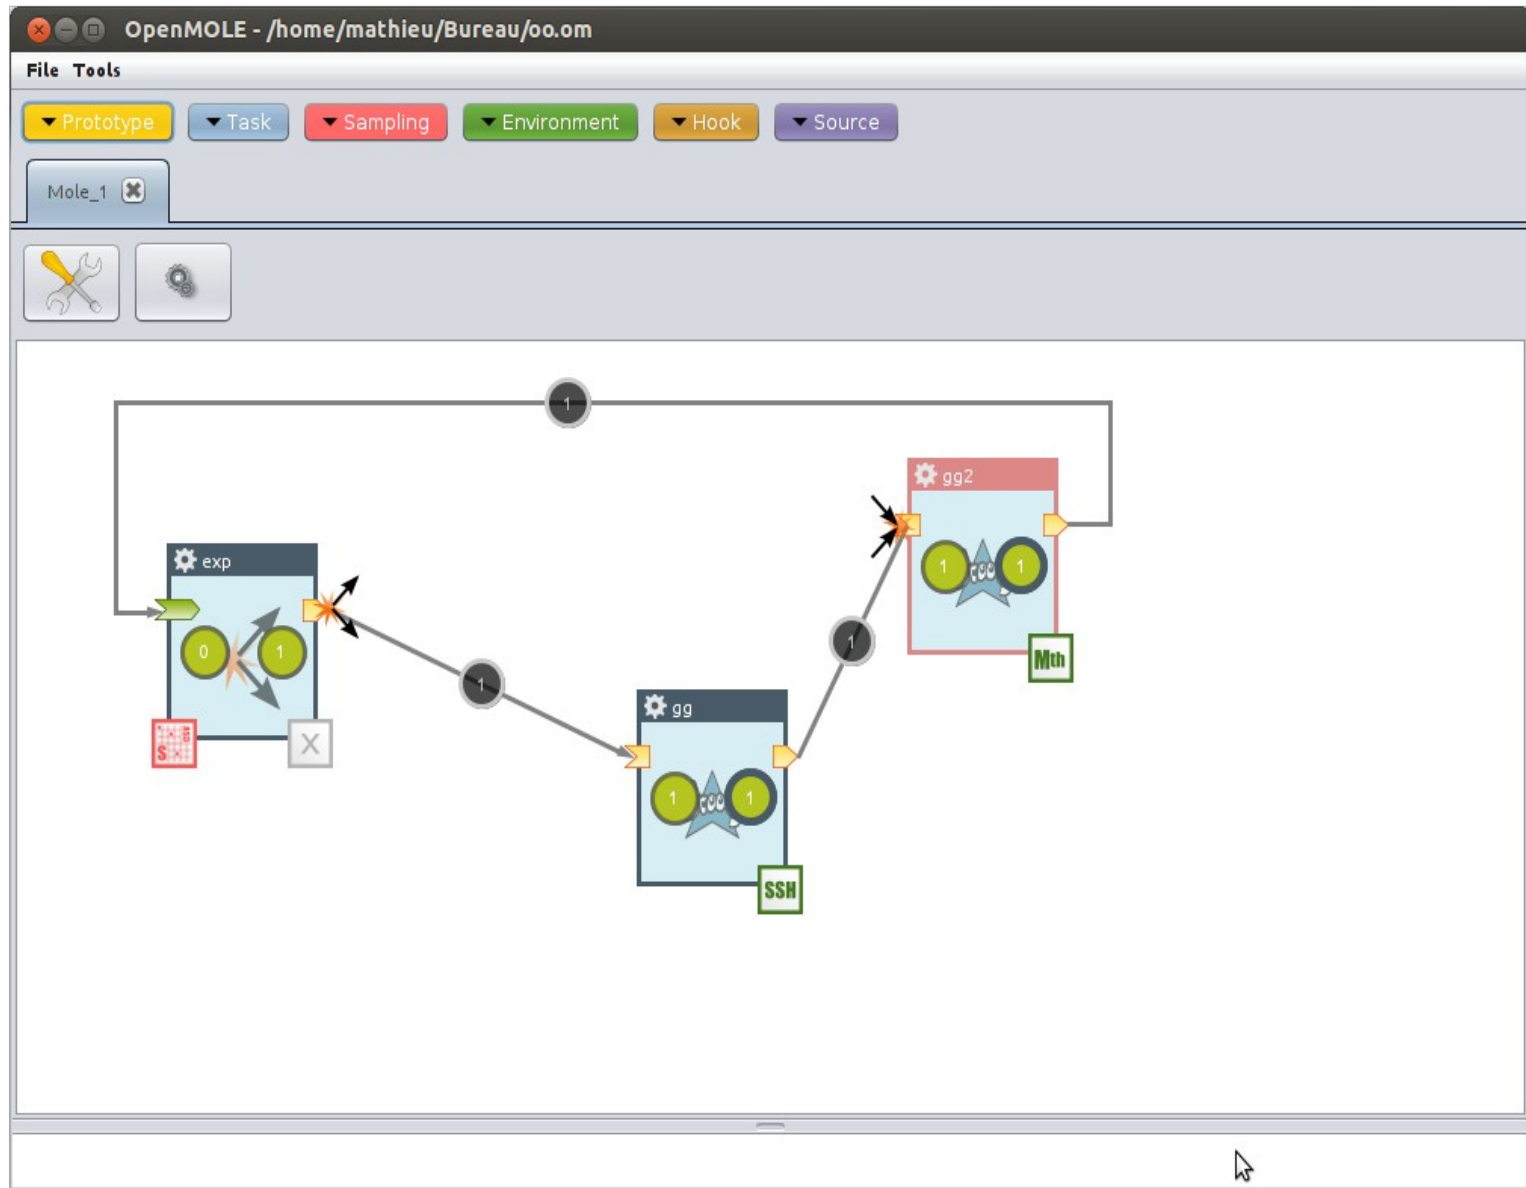 OpenMOLE - /home/mathieu/Bureau/oo.om
File Tools
Prototype Task Sampling Environment Hook Source
Mole_1
1
gg2
1 1
exp
1
Mth
0 1
1
gg
S
X
1 1
SSH